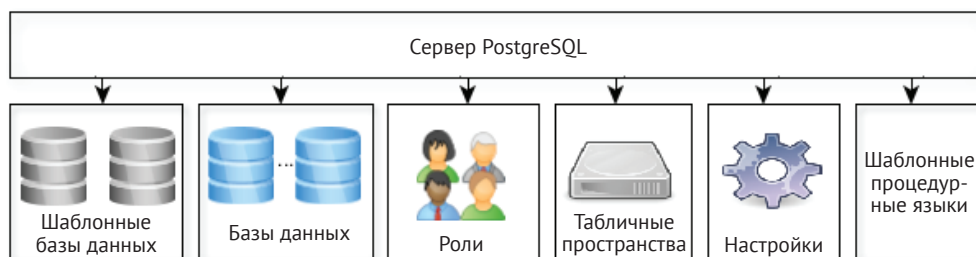 Сервер PostgreSQL
Шаблонные
базы данных
...
Базы данных
Роли
Табличные
пространства
Настройки
Шаблонные
процедур-
ные языки